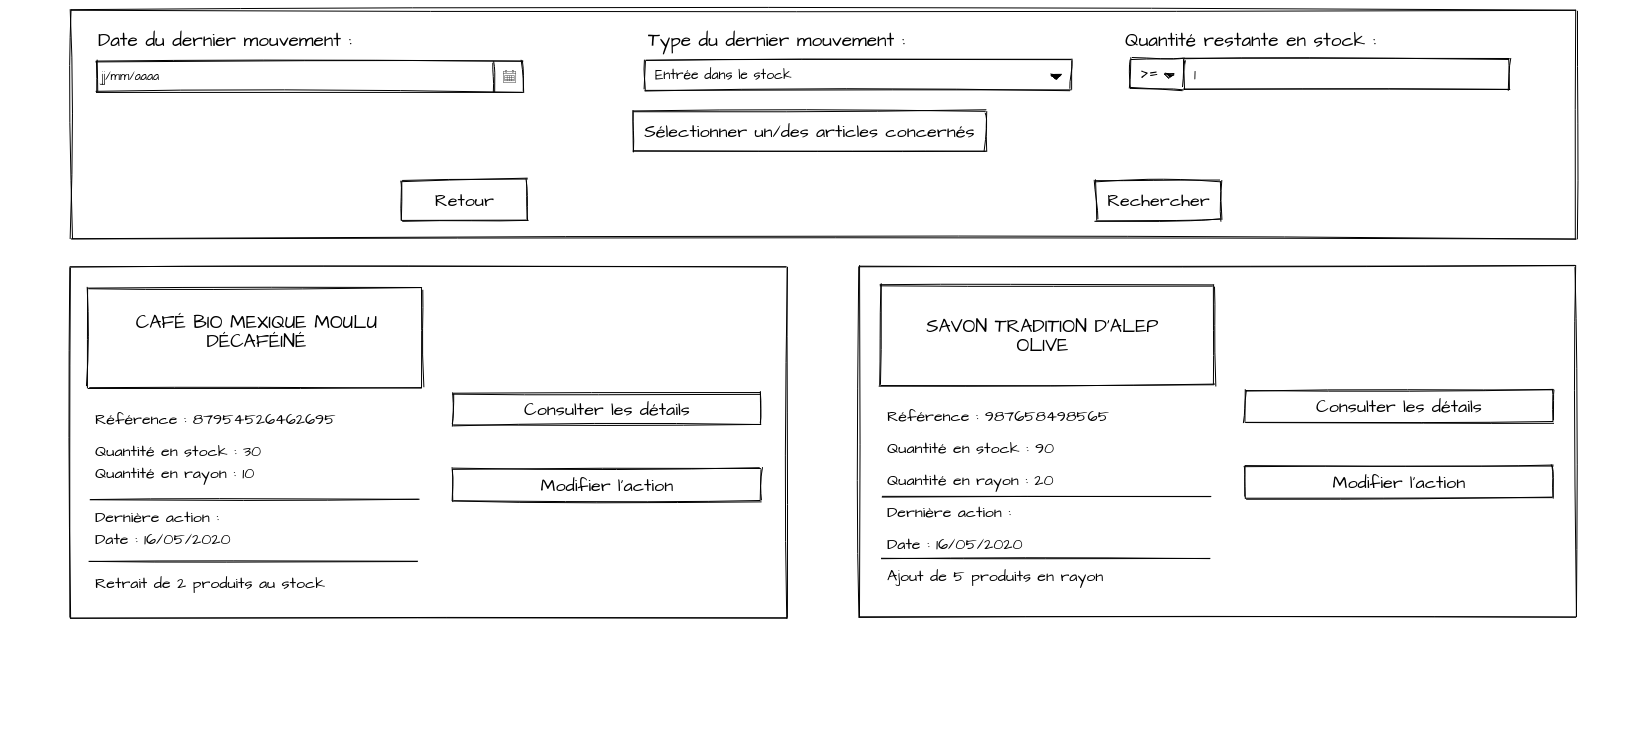 Date du dernier mouvement :
Type du dernier mouvement :
Quantité restante en stock :
jj/mm/aaaa
Entrée dans le stock
>=
1
Sélectionner un/des articles concernés
Retour
Rechercher
CAFÉ BIO MEXIQUE MOULU
DÉCAFÉINÉ
Référence : 87954526462695
Quantité en stock : 30
Quantité en rayon : 10
Dernière action :
Date : 16/05/2020
Retrait de 2 produits au stock
Consulter les détails
Modifier l'action
SAVON TRADITION D'ALEP
OLIVE
Référence : 987658498565
Quantité en stock : 90
Quantité en rayon : 20
Dernière action :
Date : 16/05/2020
Ajout de 5 produits en rayon
Consulter les détails
Modifier l'action